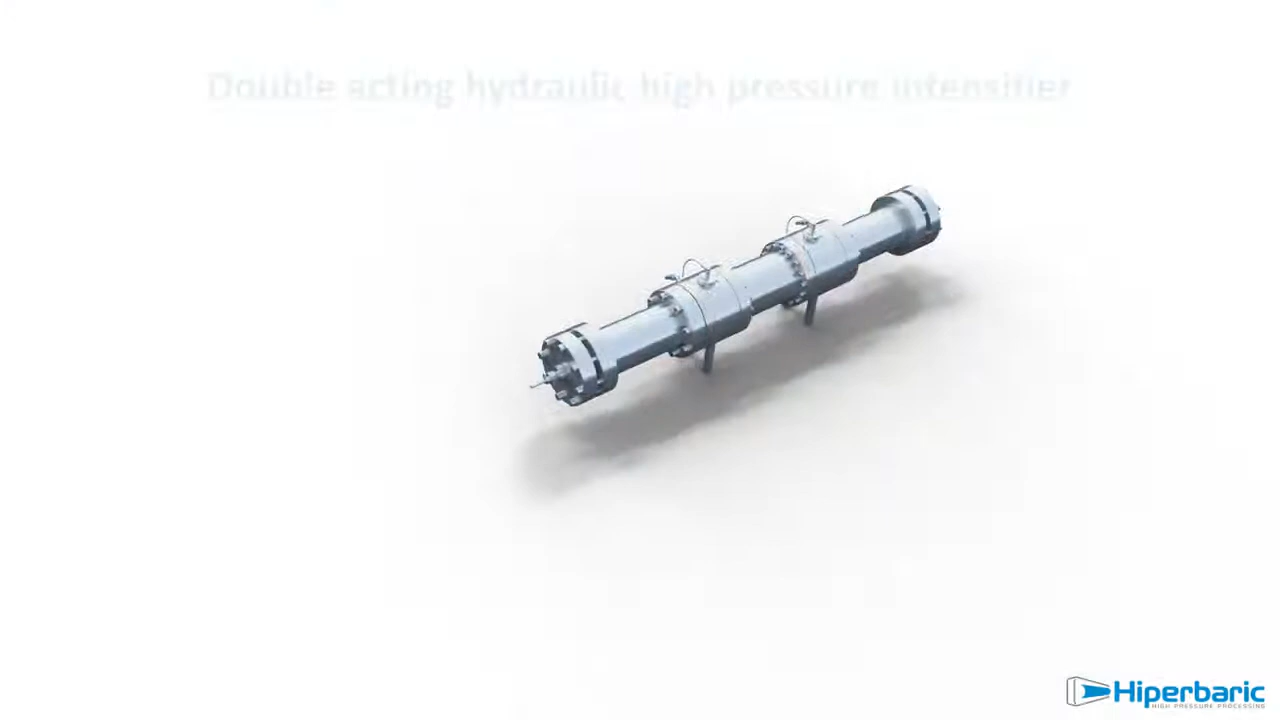 Double acting hydraulic high pressure intensifier
Hiperbaric
HIGH PRESSURE PROCESSING